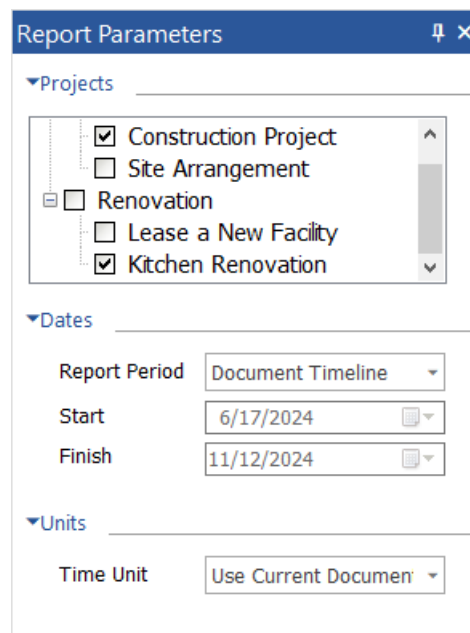 Report Parameters
Projects
Construction Project
Site Arrangement
Renovation
Lease a New Facility
Kitchen Renovation
Dates
Report Period Document Timeline
Start 6/17/2024
Finish 11/12/2024
Units
Time Unit Use Current Documen